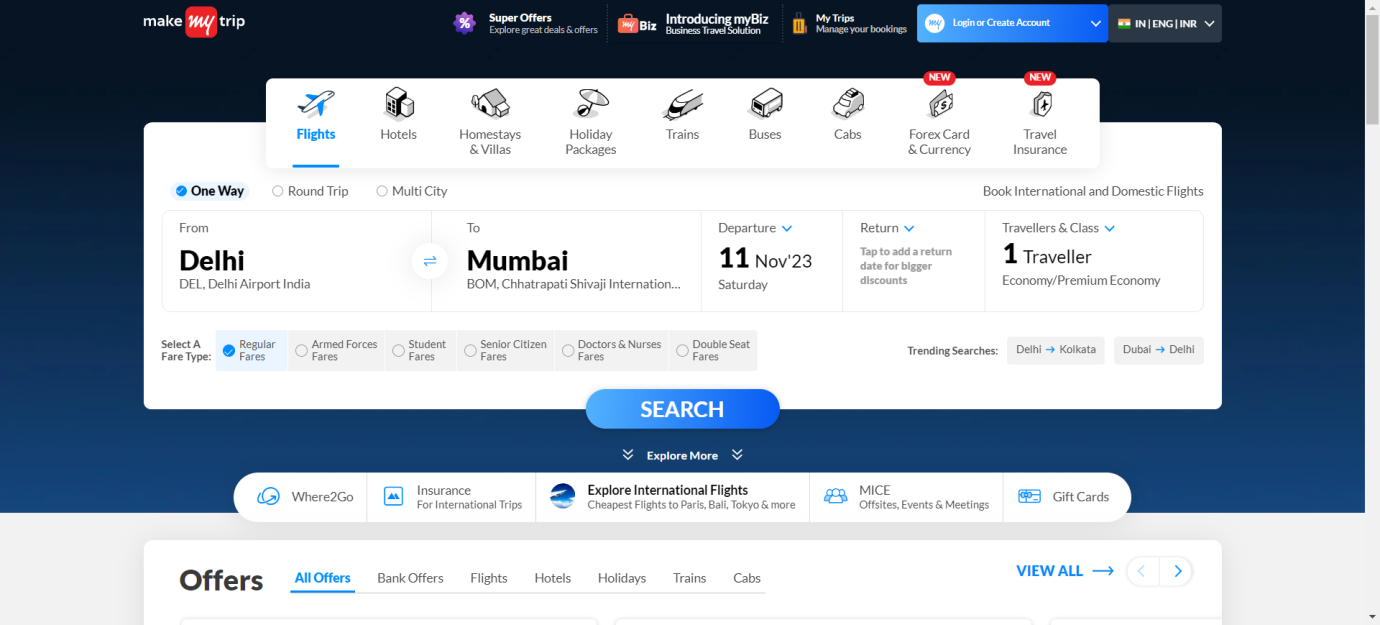 make my trip
Super Offers
Explore great deals & offers
my Biz
Introducing myBiz
Business Travel Solution
My Trips
Manage your bookings
my
Login or Create Account
IN | ENG | INR
NEW
NEW
Flights
Hotels
Homestays
& Villas
Holiday
Packages
Trains
Buses
Cabs
Forex Card
& Currency
Travel
Insurance
One Way
Round Trip
Multi City
Book International and Domestic Flights
From
Delhi
DEL, Delhi Airport India
To
Mumbai
BOM, Chhatrapati Shivaji Internation...
Departure
11 Nov'23
Saturday
Return
Tap to add a return
date for bigger
discounts
Travellers & Class
1 Traveller
Economy/Premium Economy
Select A
Fare Type:
Regular
Fares
Armed Forces
Fares
Student
Fares
Senior Citizen
Fares
Doctors & Nurses
Fares
Double Seat
Fares
Trending Searches:
Delhi → Kolkata
Dubai → Delhi
SEARCH
Explore More
Where2Go
Insurance
For International Trips
Explore International Flights
Cheapest Flights to Paris, Bali, Tokyo & more
MICE
Offsites, Events & Meetings
Gift Cards
Offers
All Offers
Bank Offers
Flights
Hotels
Holidays
Trains
Cabs
VIEW ALL